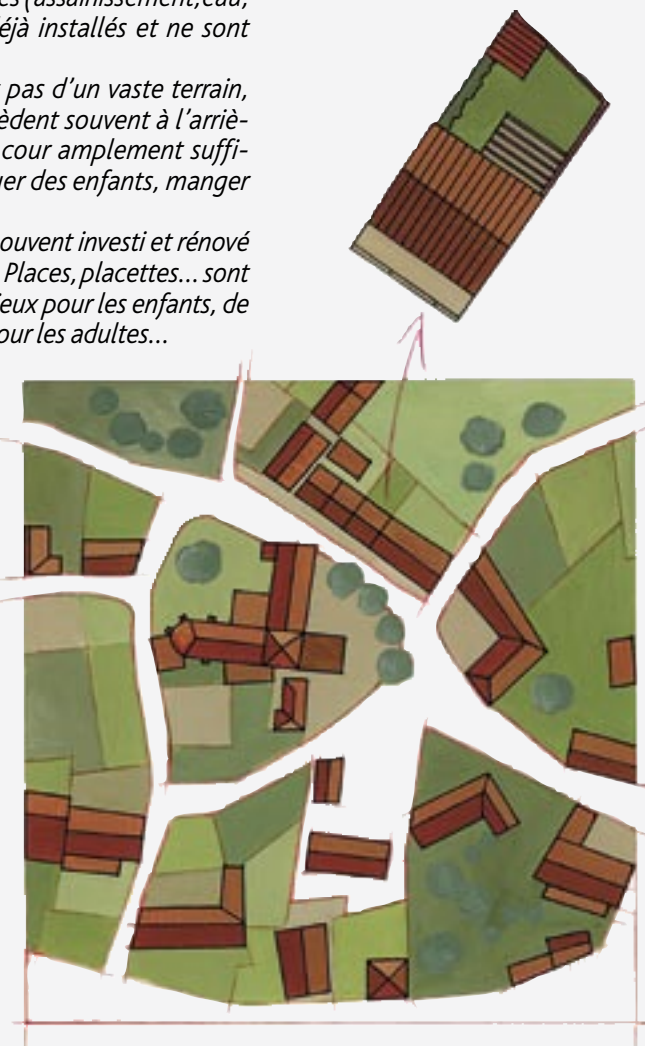 es (assainissement, eau,
éjà installés et ne sont
pas d'un vaste terrain,
èdent souvent à l'arriè-
cour amplement suffi-
uer des enfants, manger
ouvent investi et rénové
Places, placettes... sont
ieux pour les enfants, de
our les adultes...